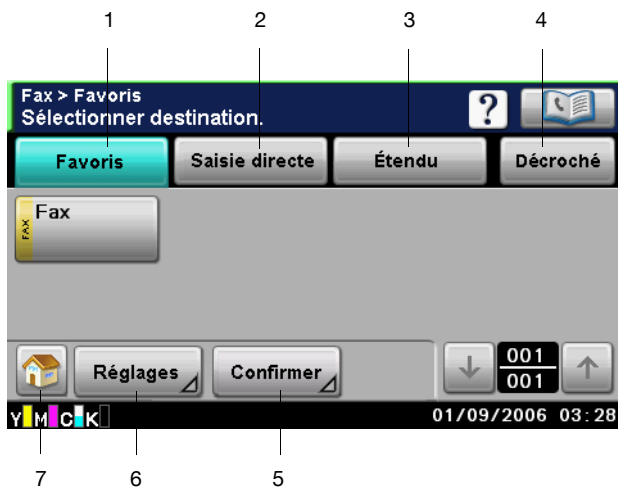 1 2 3 4
Fax > Favoris
Sélectionner destination.
?
Favoris Saisie directe Étendu Décroché
Fax
FAX
Réglages Confirmer 001
001
Y M C K 01/09/2006 03:28
7 6 5